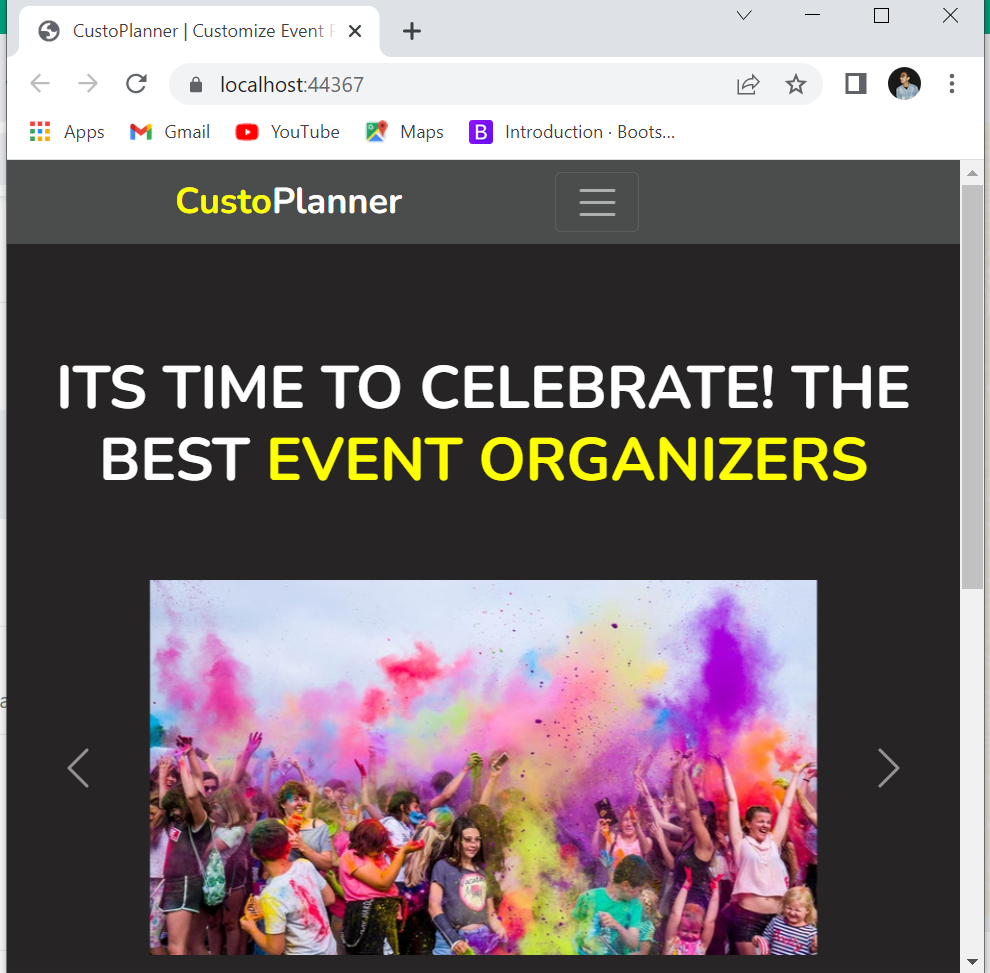 CustoPlanner | Customize Event P
localhost:44367
Apps Gmail YouTube Maps B Introduction · Boots...
CustoPlanner
ITS TIME TO CELEBRATE! THE
BEST EVENT ORGANIZERS